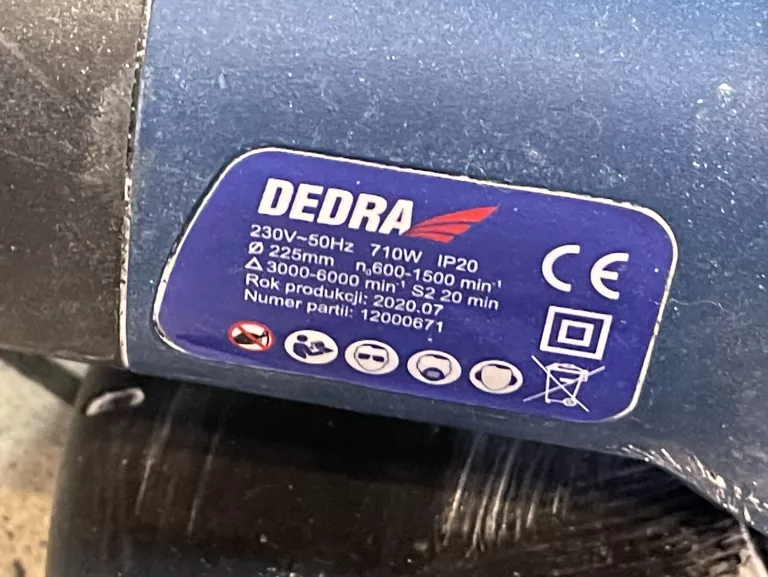 DEDRA
230V~50Hz 710W IP20
Ø 225mm n₀600-1500 min⁻¹
Δ 3000-6000 min⁻¹ S2 20 min
Rok produkcji: 2020.07
Numer partii: 12000671
CE